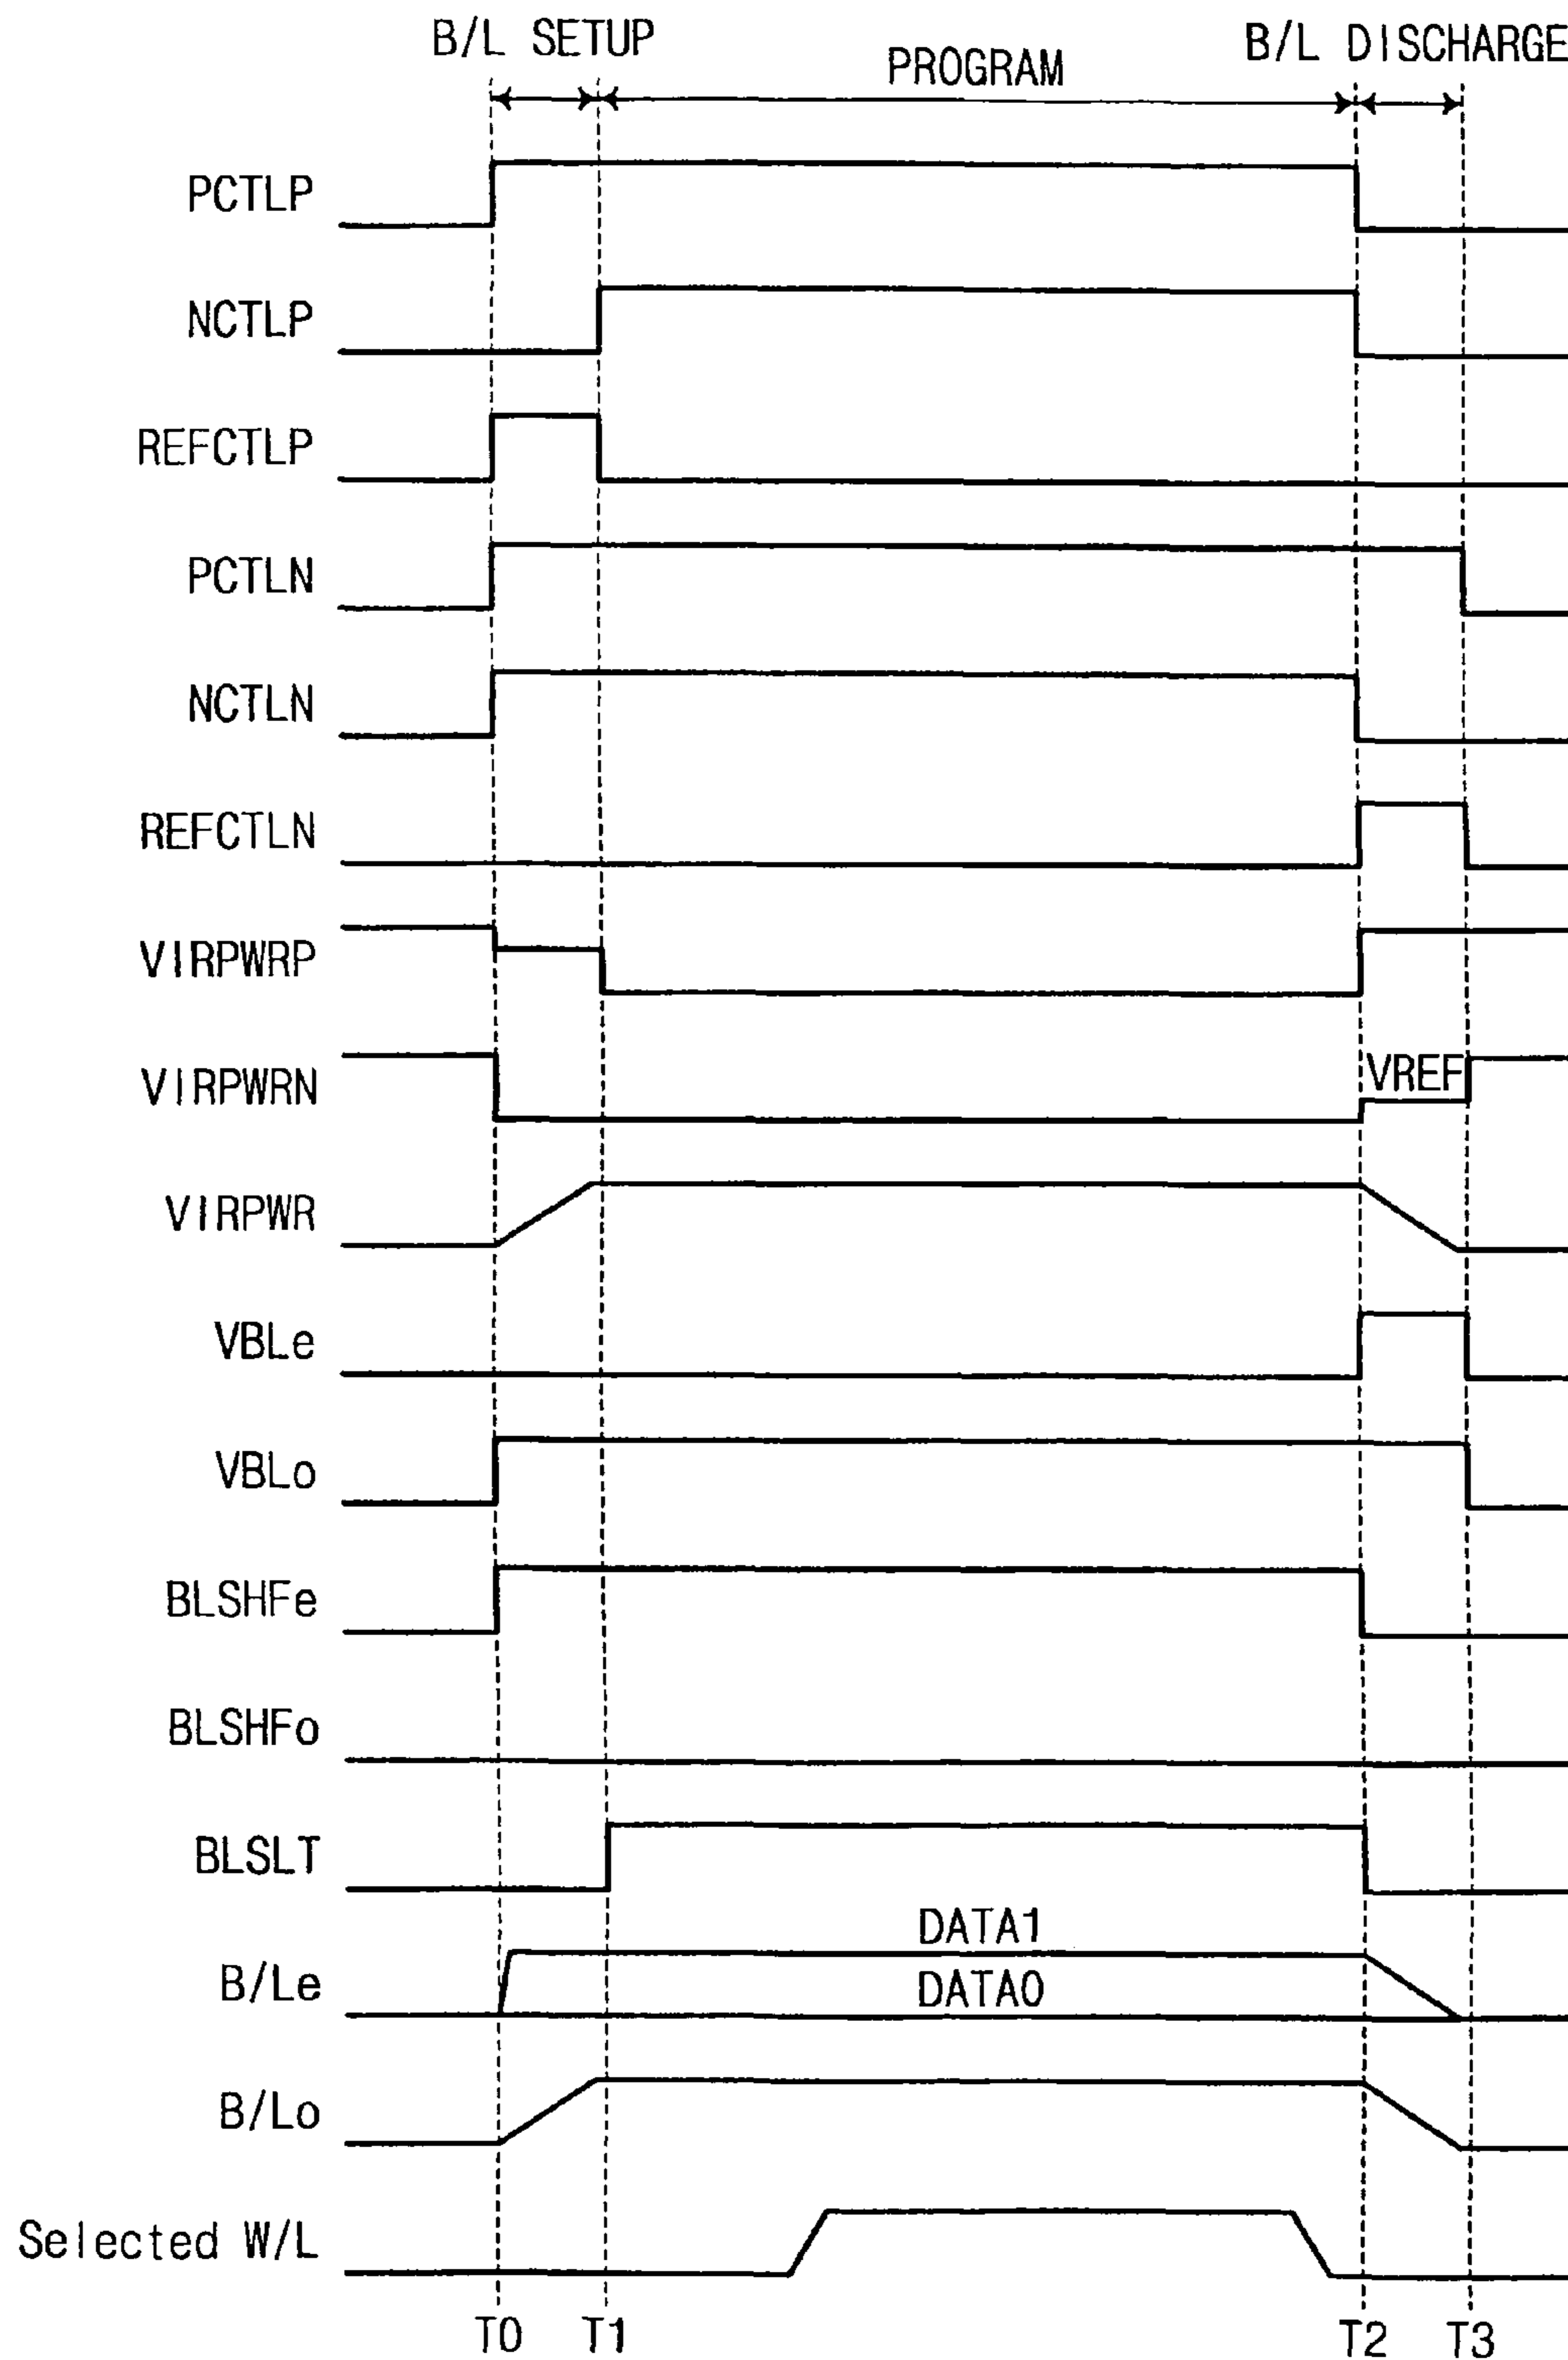 B/L SETUP
PROGRAM
B/L DISCHARGE
PCTLP
NCTLP
REFCTLP
PCTLN
NCTLN
REFCTLN
VIRPWRP
VIRPWRN
VREF
VIRPWR
VBLe
VBLo
BLSHFe
BLSHFo
BLSLT
DATA1
B/Le
DATA0
B/Lo
Selected W/L
T0 T1 T2 T3